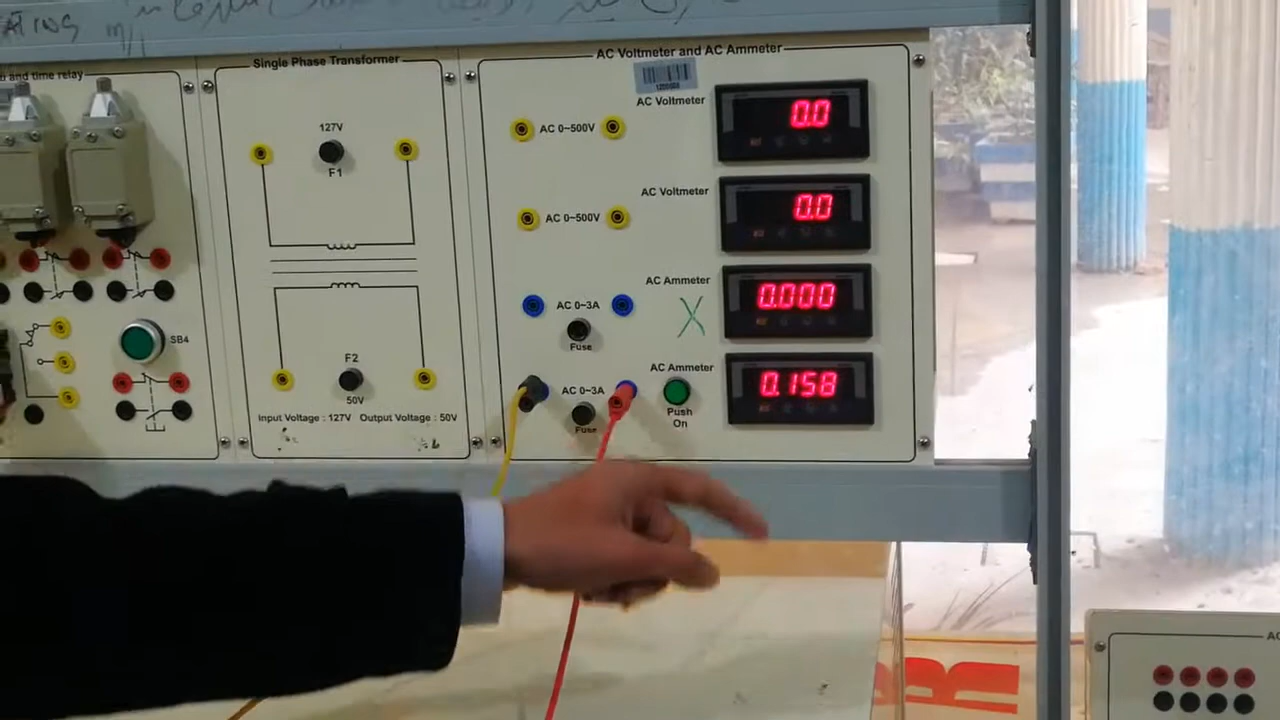 ATING m/
and time relay
Single Phase Transformer
AC Voltmeter and AC Ammeter
127V
F1
F2
50V
Input Voltage : 127V Output Voltage : 50V
SB4
AC Voltmeter
AC 0~500V
0.0
AC Voltmeter
AC 0~500V
0.0
AC Ammeter
AC 0~3A
Fuse
X
0.000
AC Ammeter
AC 0~3A
Fuse
Push
On
0.158
R
AC